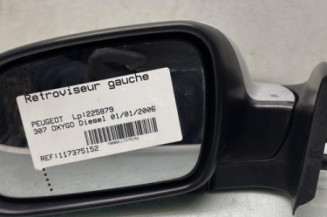 Retroviseur gauche
PEUGEOT Lp:225879
307 OXYGO Diesel 01/01/2006
REF:117375152